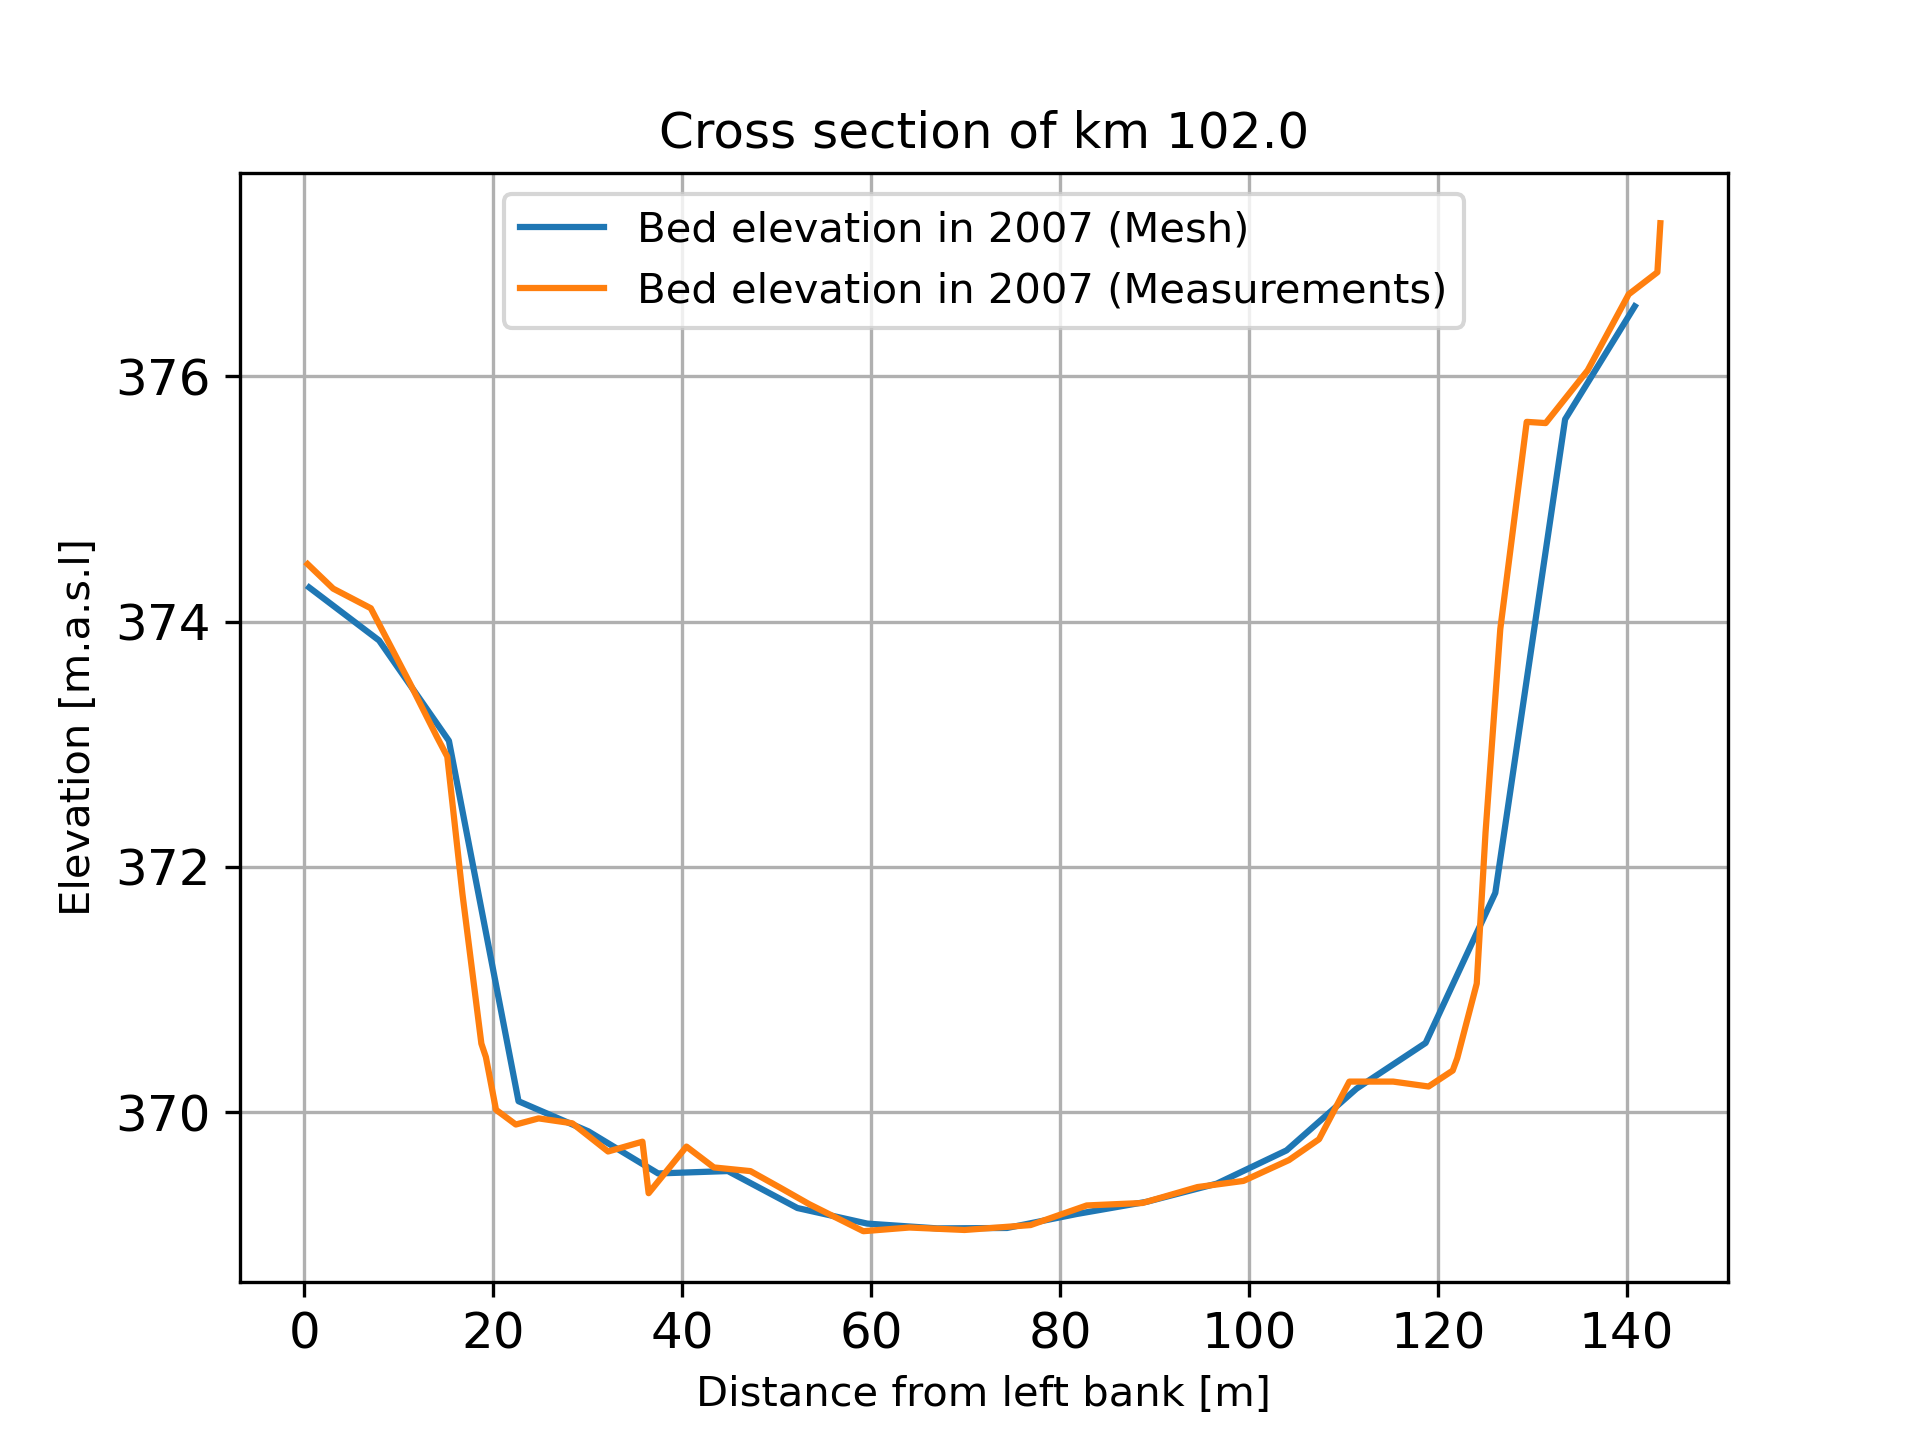 Cross section of km 102.0
Bed elevation in 2007 (Mesh)
Bed elevation in 2007 (Measurements)
376
374
372
370
Elevation [m.a.s.l]
0 20 40 60 80 100 120 140
Distance from left bank [m]